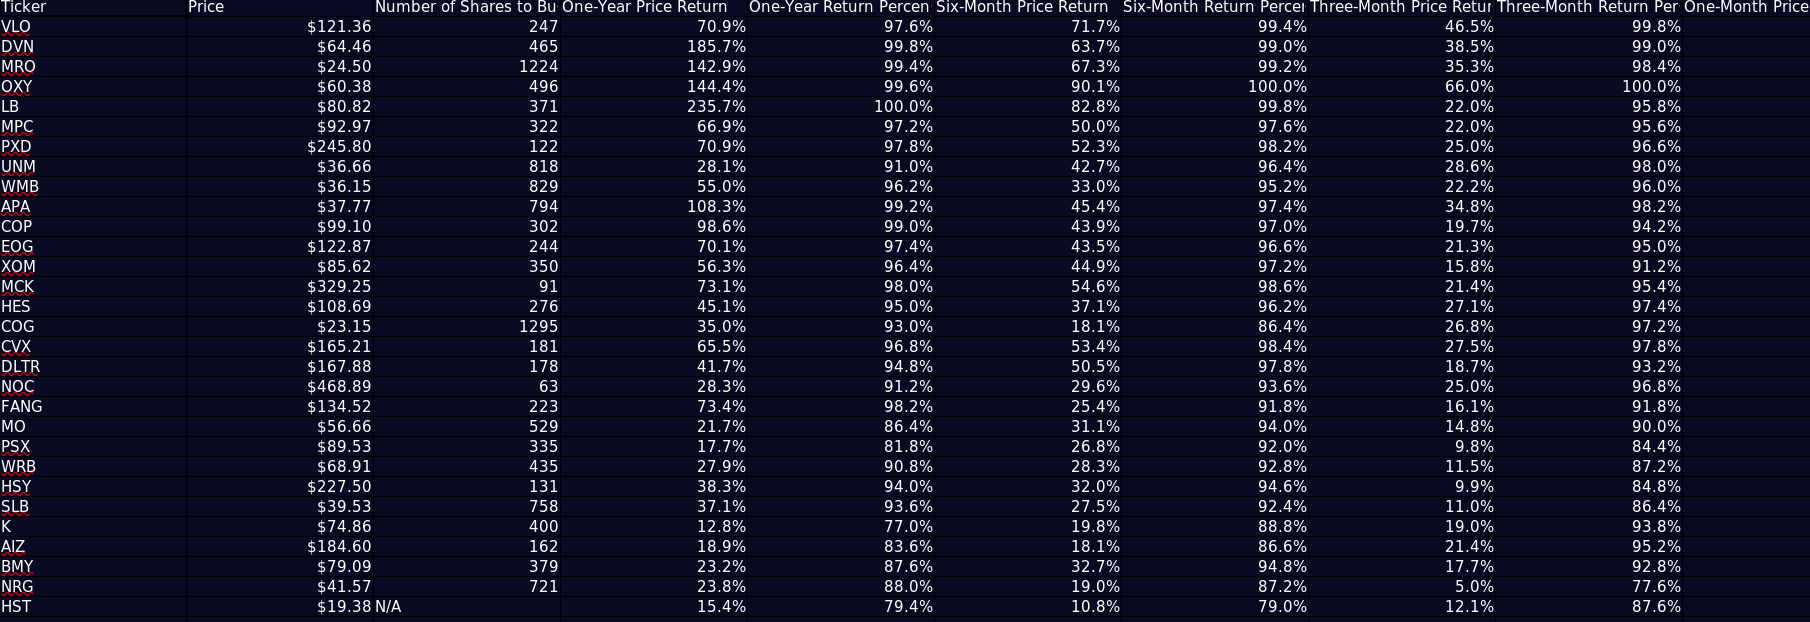 Ticker Price Number of Shares to Bu One-Year Price Return One-Year Return Percen Six-Month Price Return Six-Month Return Percen Three-Month Price Retur Three-Month Return Per One-Month Price
VLO $121.36 247 70.9% 97.6% 71.7% 99.4% 46.5% 99.8%
DVN $64.46 465 185.7% 99.8% 63.7% 99.0% 38.5% 99.0%
MRO $24.50 1224 142.9% 99.4% 67.3% 99.2% 35.3% 98.4%
OXY $60.38 496 144.4% 99.6% 90.1% 100.0% 66.0% 100.0%
LB $80.82 371 235.7% 100.0% 82.8% 99.8% 22.0% 95.8%
MPC $92.97 322 66.9% 97.2% 50.0% 97.6% 22.0% 95.6%
PXD $245.80 122 70.9% 97.8% 52.3% 98.2% 25.0% 96.6%
UNM $36.66 818 28.1% 91.0% 42.7% 96.4% 28.6% 98.0%
WMB $36.15 829 55.0% 96.2% 33.0% 95.2% 22.2% 96.0%
APA $37.77 794 108.3% 99.2% 45.4% 97.4% 34.8% 98.2%
COP $99.10 302 98.6% 99.0% 43.9% 97.0% 19.7% 94.2%
EOG $122.87 244 70.1% 97.4% 43.5% 96.6% 21.3% 95.0%
XOM $85.62 350 56.3% 96.4% 44.9% 97.2% 15.8% 91.2%
MCK $329.25 91 73.1% 98.0% 54.6% 98.6% 21.4% 95.4%
HES $108.69 276 45.1% 95.0% 37.1% 96.2% 27.1% 97.4%
COG $23.15 1295 35.0% 93.0% 18.1% 86.4% 26.8% 97.2%
CVX $165.21 181 65.5% 96.8% 53.4% 98.4% 27.5% 97.8%
DLTR $167.88 178 41.7% 94.8% 50.5% 97.8% 18.7% 93.2%
NOC $468.89 63 28.3% 91.2% 29.6% 93.6% 25.0% 96.8%
FANG $134.52 223 73.4% 98.2% 25.4% 91.8% 16.1% 91.8%
MO $56.66 529 21.7% 86.4% 31.1% 94.0% 14.8% 90.0%
PSX $89.53 335 17.7% 81.8% 26.8% 92.0% 9.8% 84.4%
WRB $68.91 435 27.9% 90.8% 28.3% 92.8% 11.5% 87.2%
HSY $227.50 131 38.3% 94.0% 32.0% 94.6% 9.9% 84.8%
SLB $39.53 758 37.1% 93.6% 27.5% 92.4% 11.0% 86.4%
K $74.86 400 12.8% 77.0% 19.8% 88.8% 19.0% 93.8%
AIZ $184.60 162 18.9% 83.6% 18.1% 86.6% 21.4% 95.2%
BMY $79.09 379 23.2% 87.6% 32.7% 94.8% 17.7% 92.8%
NRG $41.57 721 23.8% 88.0% 19.0% 87.2% 5.0% 77.6%
HST $19.38 N/A 15.4% 79.4% 10.8% 79.0% 12.1% 87.6%